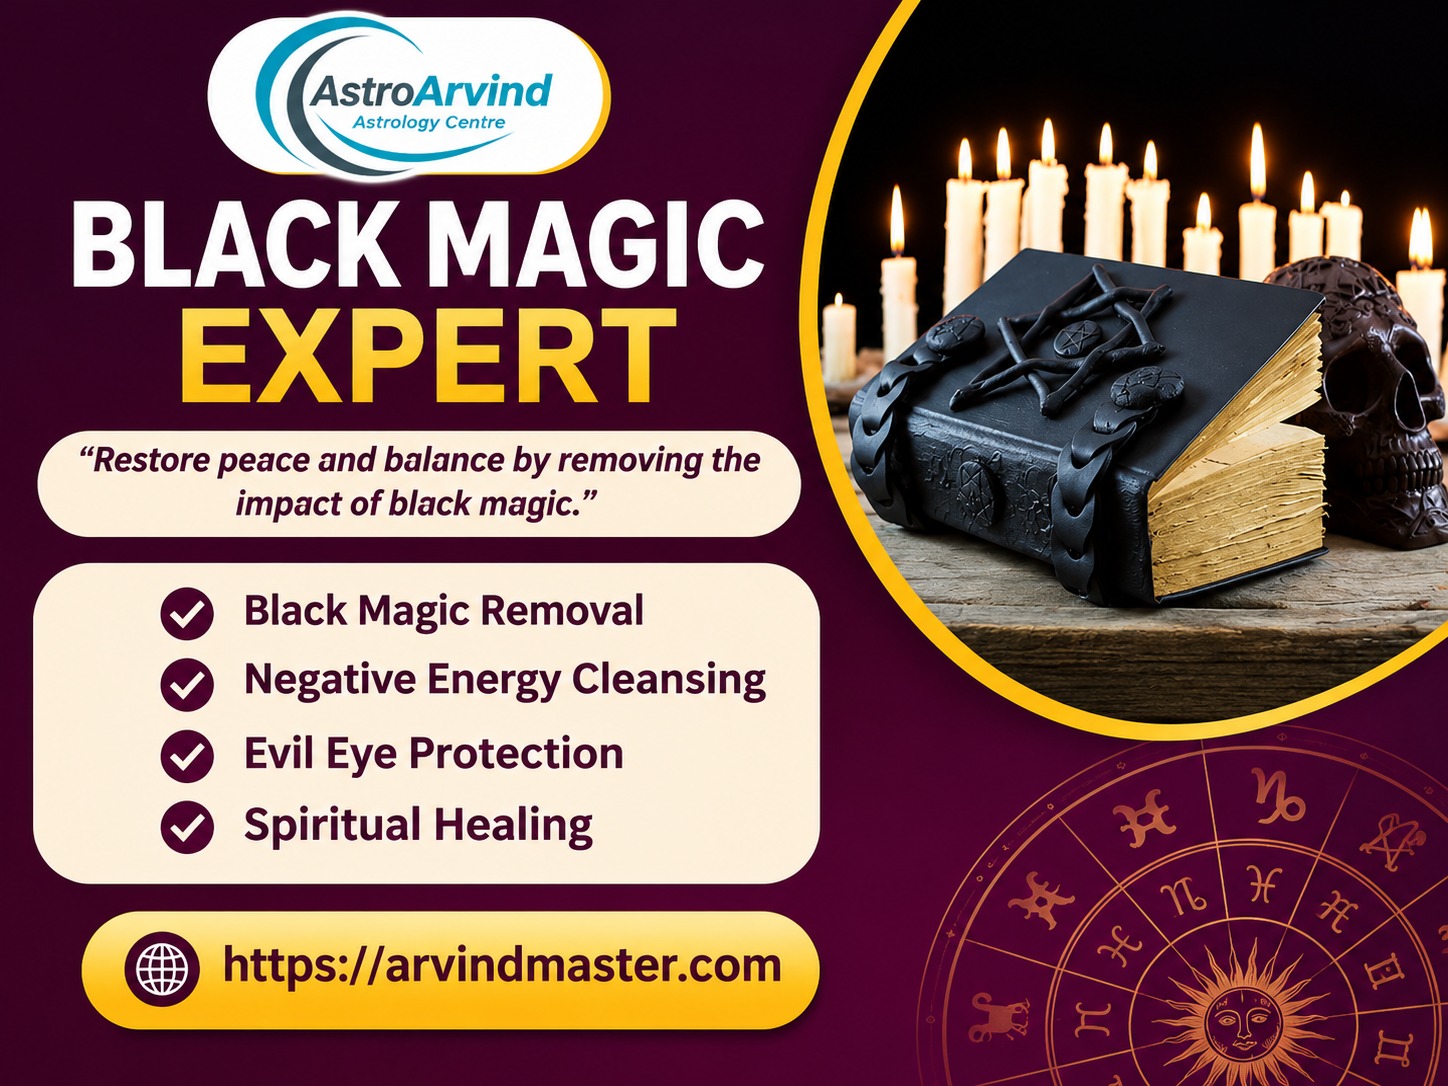 AstroArvind
Astrology Centre
BLACK MAGIC
EXPERT
“Restore peace and balance by removing the
impact of black magic.”
Black Magic Removal
Negative Energy Cleansing
Evil Eye Protection
Spiritual Healing
https://arvindmaster.com